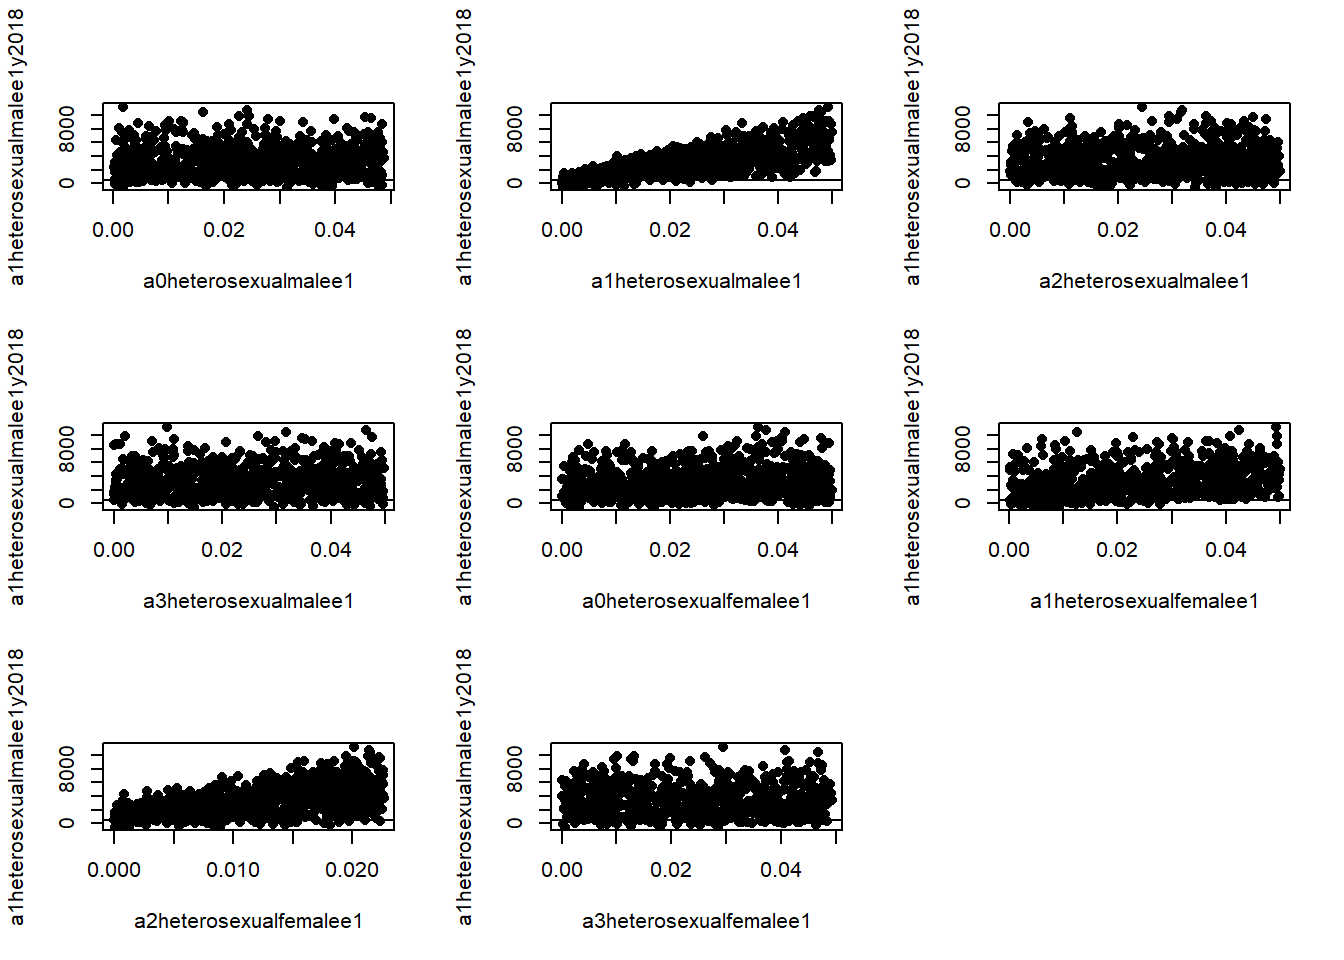 a1heterosexualmalee1y2018
8000
0
0.00 0.02 0.04
a0heterosexualmalee1
a1heterosexualmalee1y2018
8000
0
0.00 0.02 0.04
a1heterosexualmalee1
a1heterosexualmalee1y2018
8000
0
0.00 0.02 0.04
a2heterosexualmalee1
a1heterosexualmalee1y2018
8000
0
0.00 0.02 0.04
a3heterosexualmalee1
a1heterosexualmalee1y2018
8000
0
0.00 0.02 0.04
a0heterosexualfemalee1
a1heterosexualmalee1y2018
8000
0
0.00 0.02 0.04
a1heterosexualfemalee1
a1heterosexualmalee1y2018
8000
0
0.000 0.010 0.020
a2heterosexualfemalee1
a1heterosexualmalee1y2018
8000
0
0.00 0.02 0.04
a3heterosexualfemalee1